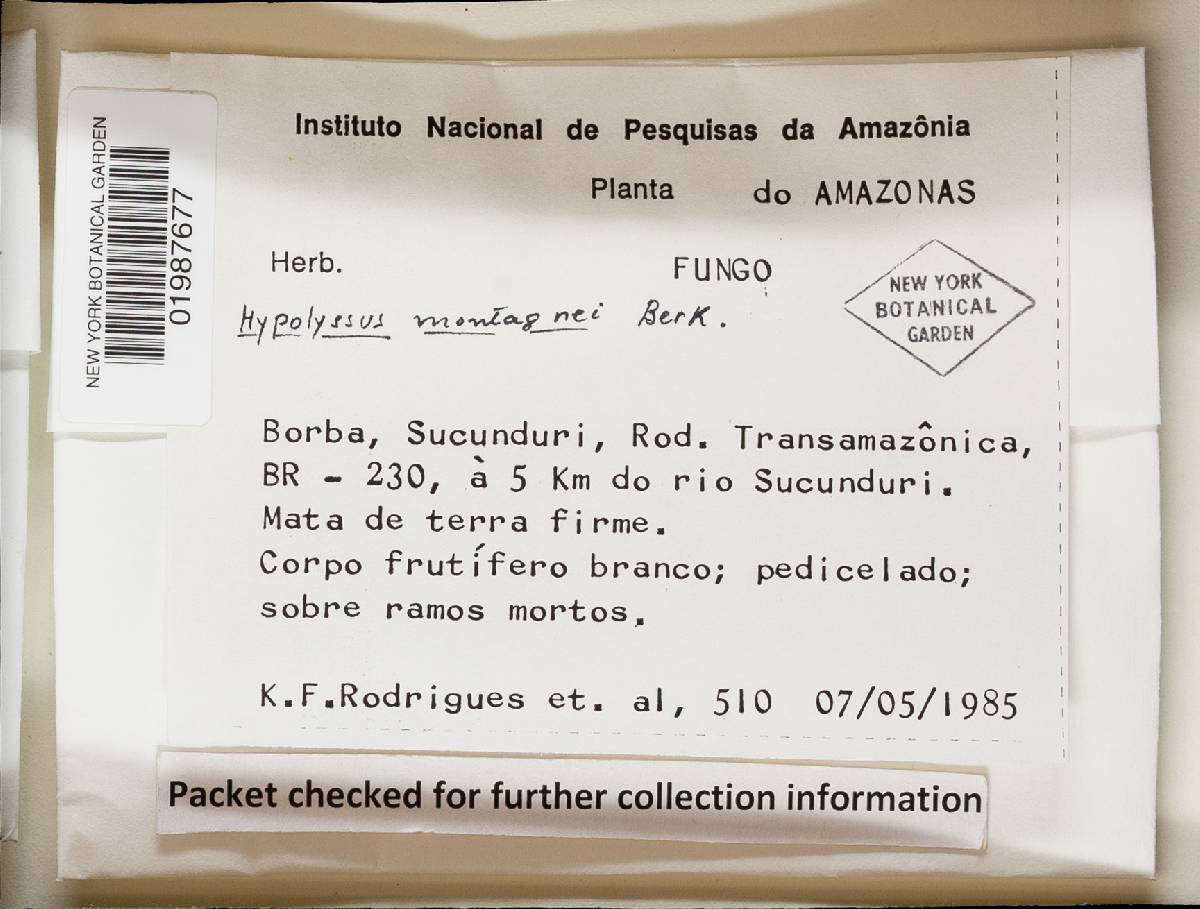 Instituto Nacional de Pesquisas da Amazônia
Planta do AMAZONAS
Herb. FUNGO
Hypolyssus montagnei Berk.
NEW YORK
BOTANICAL
GARDEN
NEW YORK BOTANICAL GARDEN
01987677
Borba, Sucunduri, Rod. Transamazônica,
BR - 230, à 5 Km do rio Sucunduri.
Mata de terra firme.
Corpo frutífero branco; pedicelado;
sobre ramos mortos.
K.F.Rodrigues et. al, 510 07/05/1985
Packet checked for further collection information